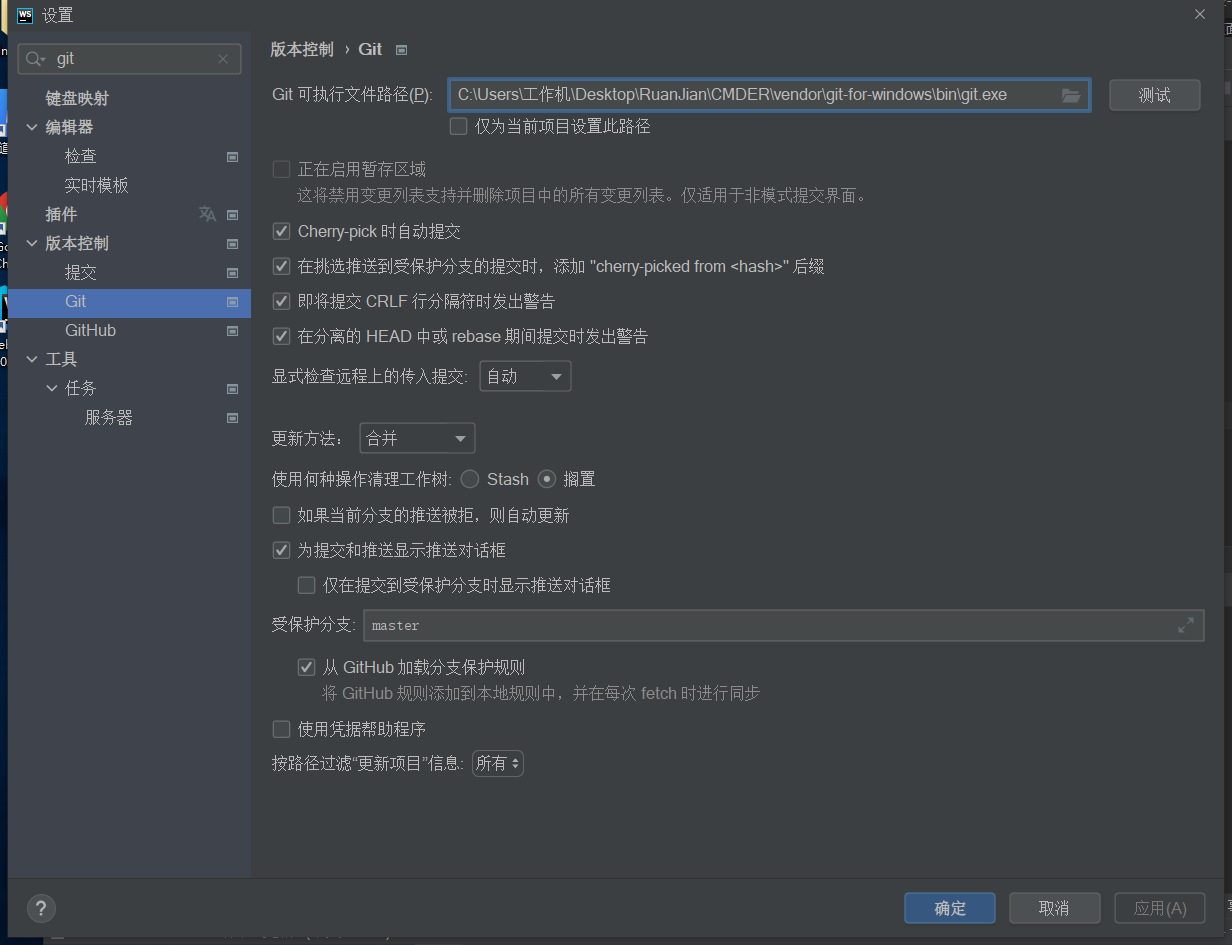 WS 设置
git
键盘映射
编辑器
检查
实时模板
插件
版本控制
提交
Git
GitHub
工具
任务
服务器
版本控制 › Git
Git 可执行文件路径(P): C:\Users\工作机\Desktop\RuanJian\CMDER\vendor\git-for-windows\bin\git.exe 测试
仅为当前项目设置此路径
正在启用暂存区域
这将禁用变更列表支持并删除项目中的所有变更列表。仅适用于非模式提交界面。
Cherry-pick 时自动提交
在挑选推送到受保护分支的提交时，添加 "cherry-picked from <hash>" 后缀
即将提交 CRLF 行分隔符时发出警告
在分离的 HEAD 中或 rebase 期间提交时发出警告
显式检查远程上的传入提交: 自动
更新方法： 合并
使用何种操作清理工作树: Stash 搁置
如果当前分支的推送被拒，则自动更新
为提交和推送显示推送对话框
仅在提交到受保护分支时显示推送对话框
受保护分支: master
从 GitHub 加载分支保护规则
将 GitHub 规则添加到本地规则中，并在每次 fetch 时进行同步
使用凭据帮助程序
按路径过滤“更新项目”信息: 所有
? 确定 取消 应用(A)